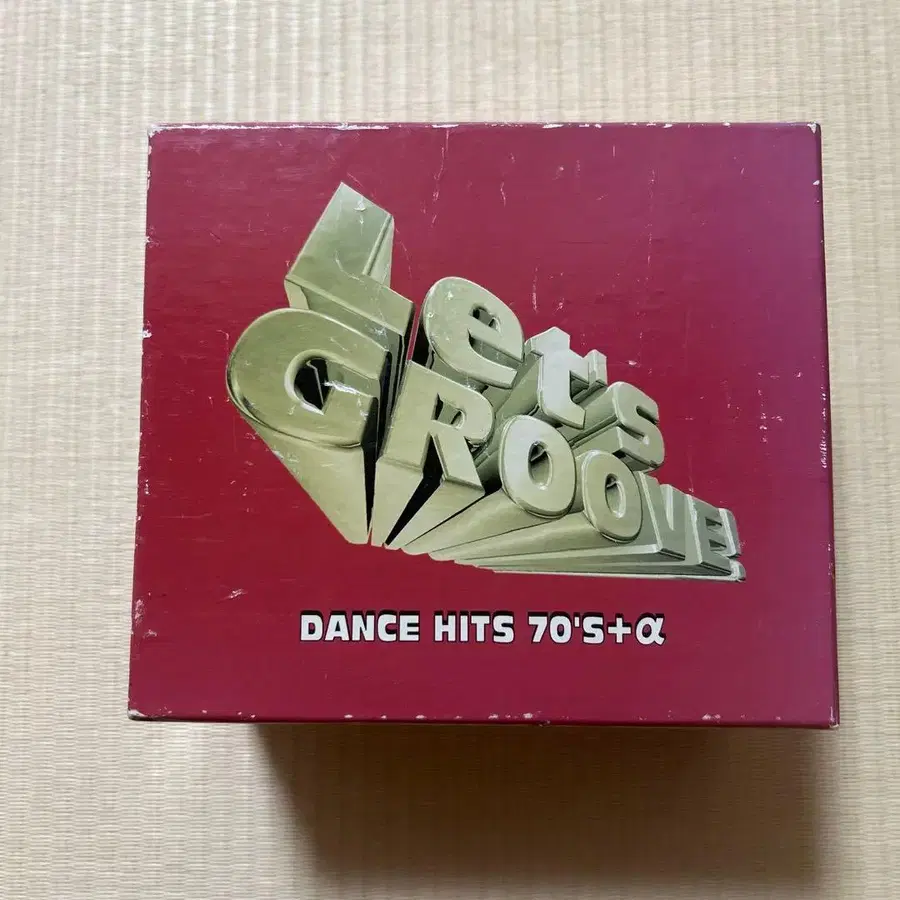 Let's
GROOVE!
DANCE HITS 70'S+α